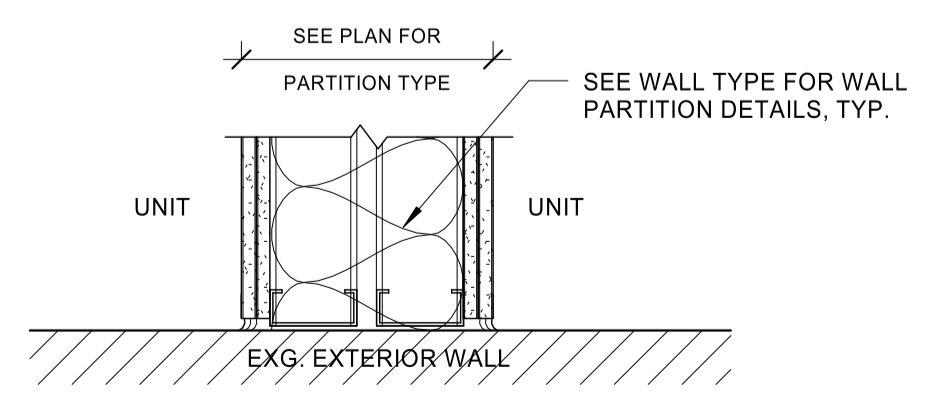 SEE PLAN FOR
PARTITION TYPE
SEE WALL TYPE FOR WALL
PARTITION DETAILS, TYP.
UNIT
UNIT
EXG. EXTERIOR WALL